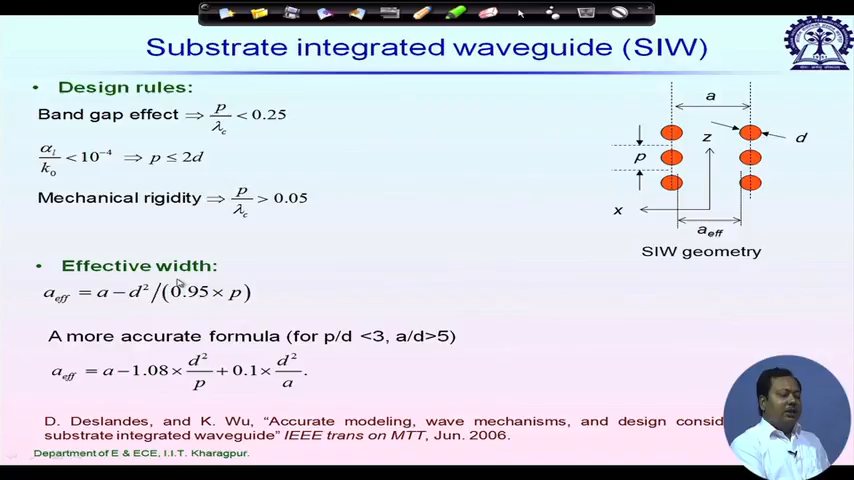 Substrate integrated waveguide (SIW)
• Design rules:
Band gap effect ⇒ p/λc < 0.25
αl/k0 < 10⁻⁴ ⇒ p ≤ 2d
Mechanical rigidity ⇒ p/λc > 0.05
a
d
z
p
x
aeff
SIW geometry
• Effective width:
aeff = a − d²/(0.95 × p)
A more accurate formula (for p/d <3, a/d>5)
aeff = a − 1.08 × d²/p + 0.1 × d²/a.
D. Deslandes, and K. Wu, "Accurate modeling, wave mechanisms, and design consid
substrate integrated waveguide" IEEE trans on MTT, Jun. 2006.
Department of E & ECE, I.I.T. Kharagpur.